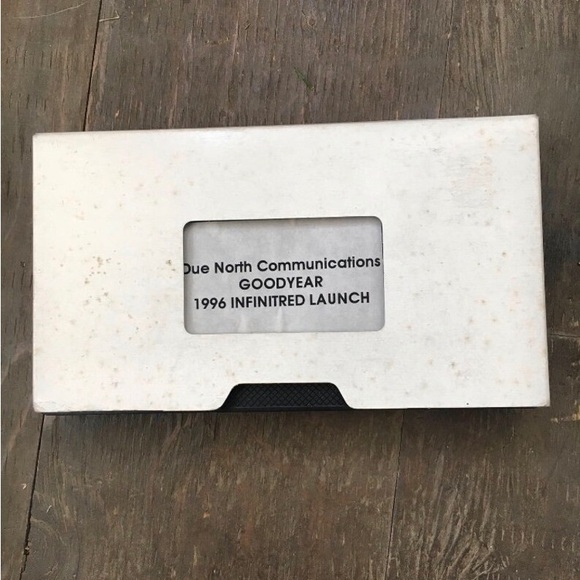 Due North Communications
GOODYEAR
1996 INFINITRED LAUNCH